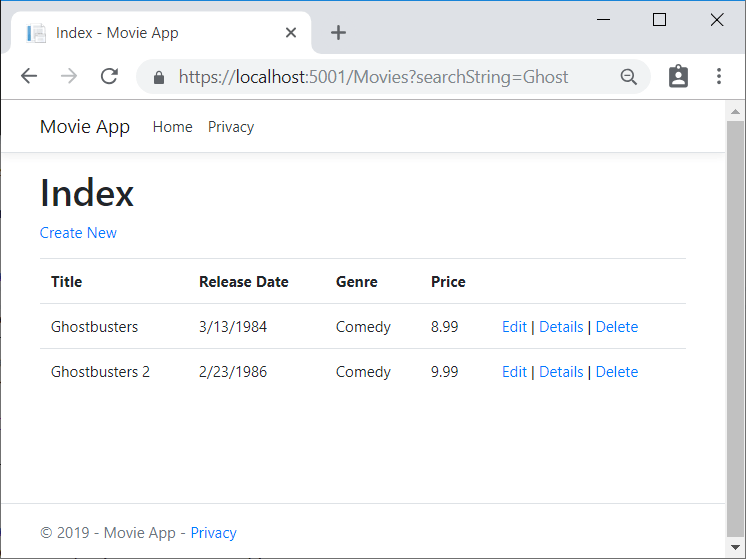 Index - Movie App
https://localhost:5001/Movies?searchString=Ghost
Movie App Home Privacy
Index
Create New
Title Release Date Genre Price
Ghostbusters 3/13/1984 Comedy 8.99 Edit | Details | Delete
Ghostbusters 2 2/23/1986 Comedy 9.99 Edit | Details | Delete
© 2019 - Movie App - Privacy